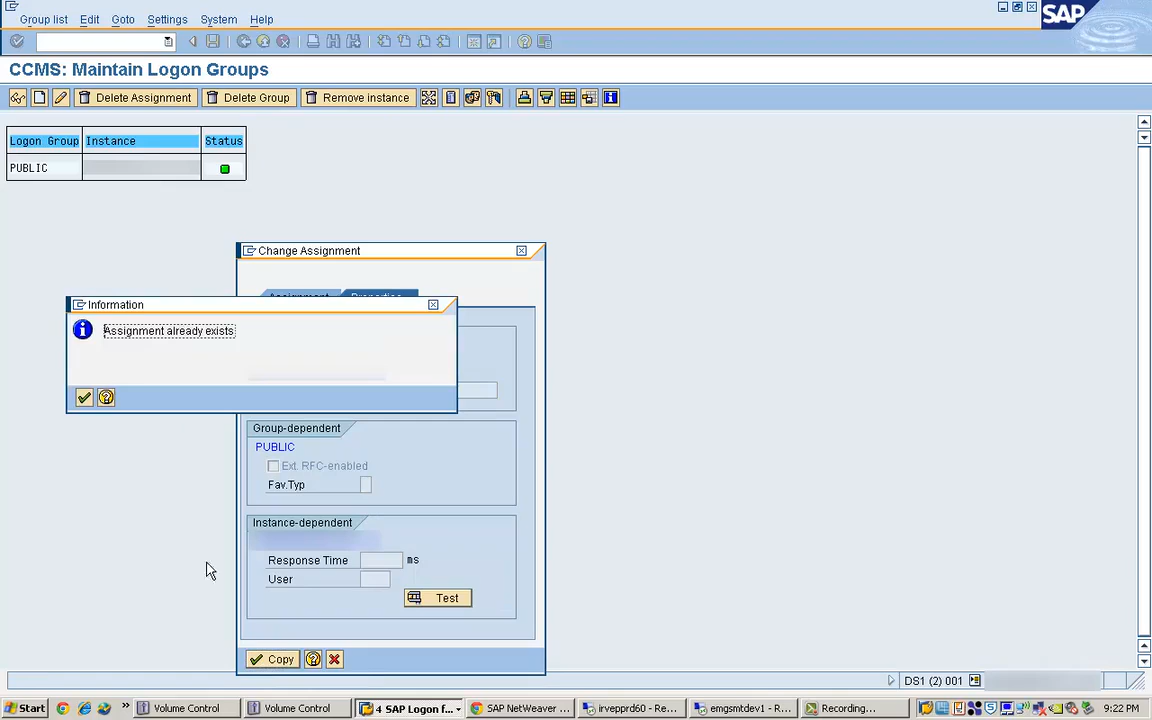 Group list Edit Goto Settings System Help
SAP
CCMS: Maintain Logon Groups
Delete Assignment Delete Group Remove instance
Logon Group Instance Status
PUBLIC
Change Assignment
Information
Assignment already exists
Group-dependent
PUBLIC
Ext. RFC-enabled
Fav.Typ
Instance-dependent
Response Time ms
User
Test
Copy
DS1 (2) 001
Start Volume Control Volume Control 4 SAP Logon f... SAP NetWeaver ... irvepprd60 - Re... emgsmtdev1 - R... Recording... 9:22 PM